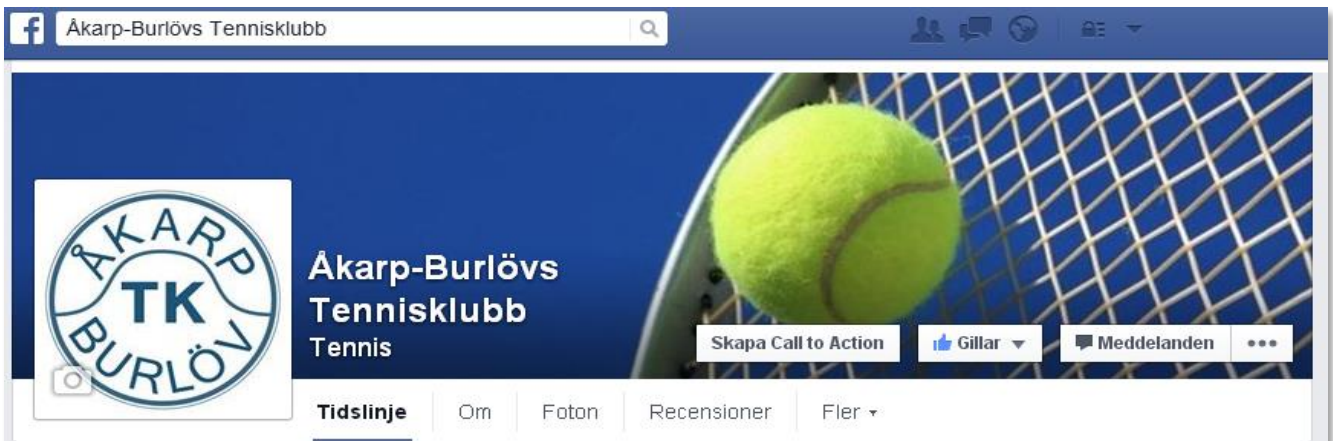 Åkarp-Burlövs Tennisklubb
ÅKARP
TK
BURLÖV
Åkarp-Burlövs
Tennisklubb
Tennis
Skapa Call to Action
Gillar
Meddelanden
Tidslinje Om Foton Recensioner Fler